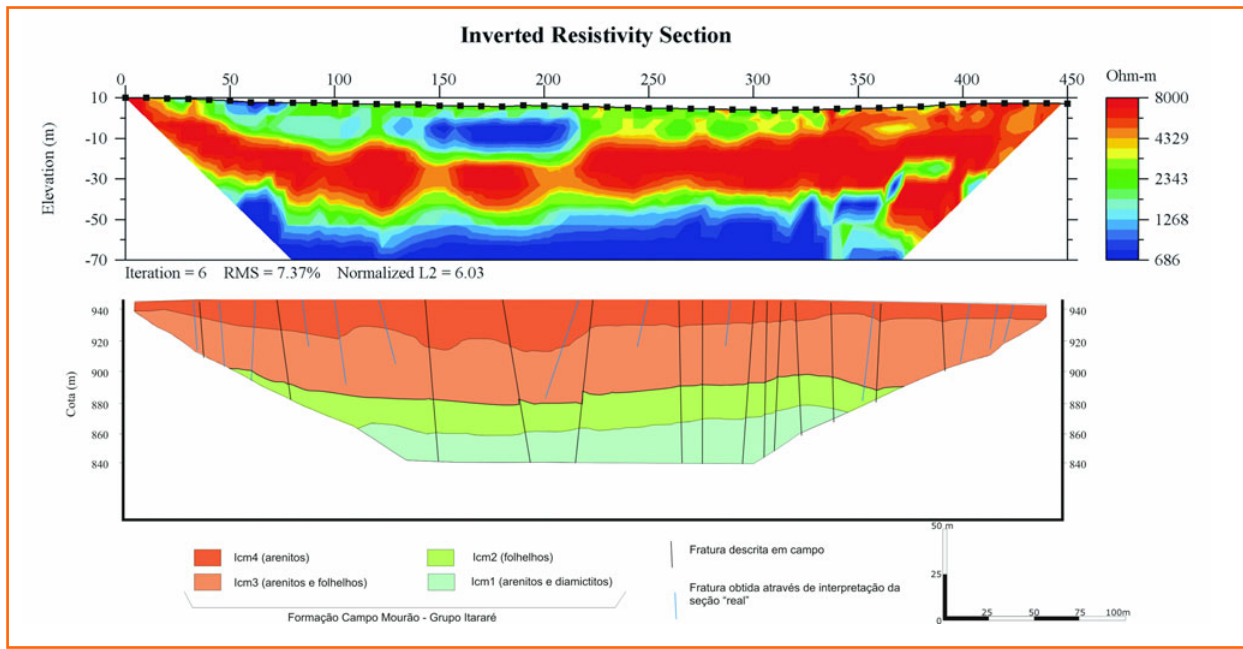 Inverted Resistivity Section
0 50 100 150 200 250 300 350 400 450
Ohm-m
Elevation (m)
10
-10
-30
-50
-70
8000
4329
2343
1268
686
Iteration = 6 RMS = 7.37% Normalized L2 = 6.03
Cota (m)
940 940
920 920
900 900
880 880
860 860
840 840
Icm4 (arenitos)
Icm2 (folhelhos)
Fratura descrita em campo
Icm3 (arenitos e folhelhos)
Icm1 (arenitos e diamictitos)
Fratura obtida através de interpretação da
seção “real”
Formação Campo Mourão - Grupo Itararé
50 m
25
0
25 50 75 100m